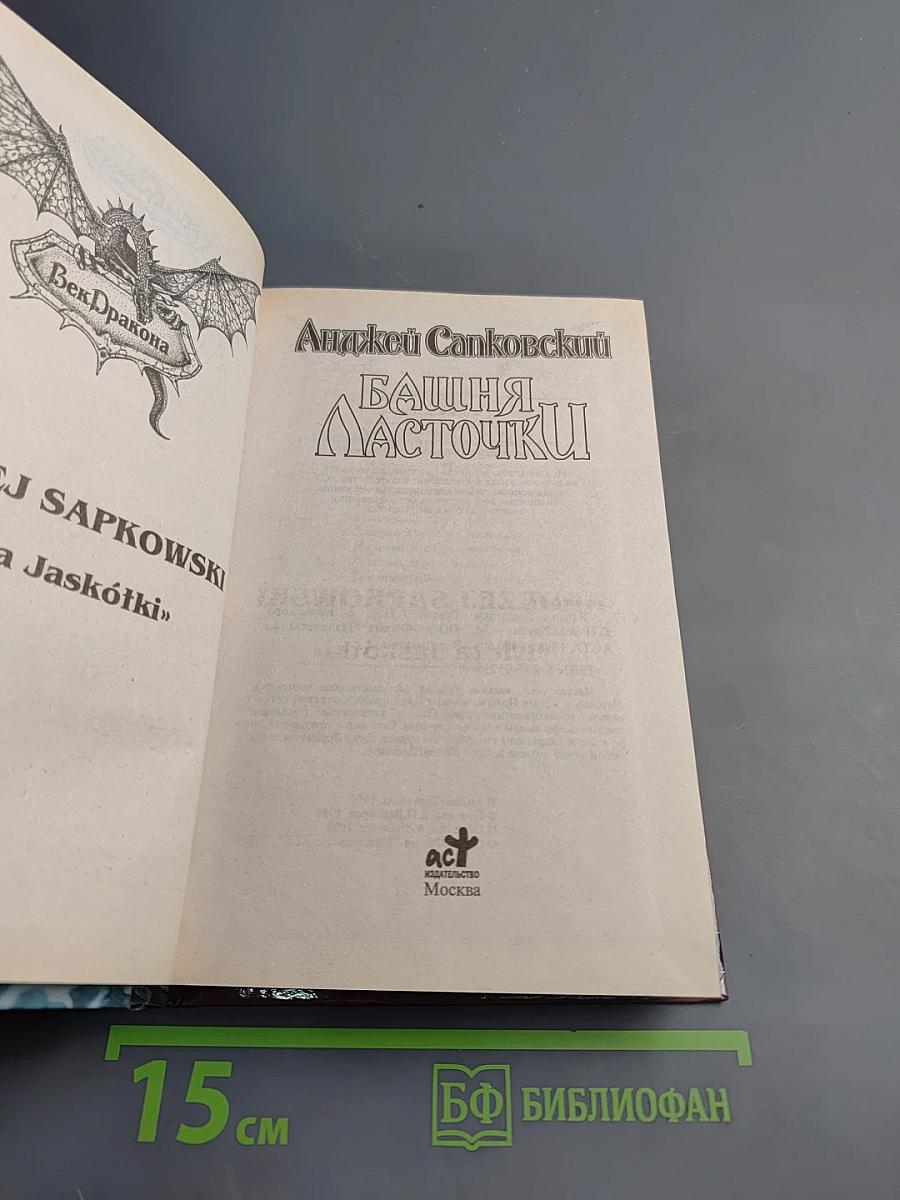 ВекДракона
EJ SAPKOWSKI
a Jaskółki»
Анджей Сапковский
БАШНЯ
ЛАСТОЧКИ
аст
ИЗДАТЕЛЬСТВО
Москва
15 см
БФ БИБЛИОФАН